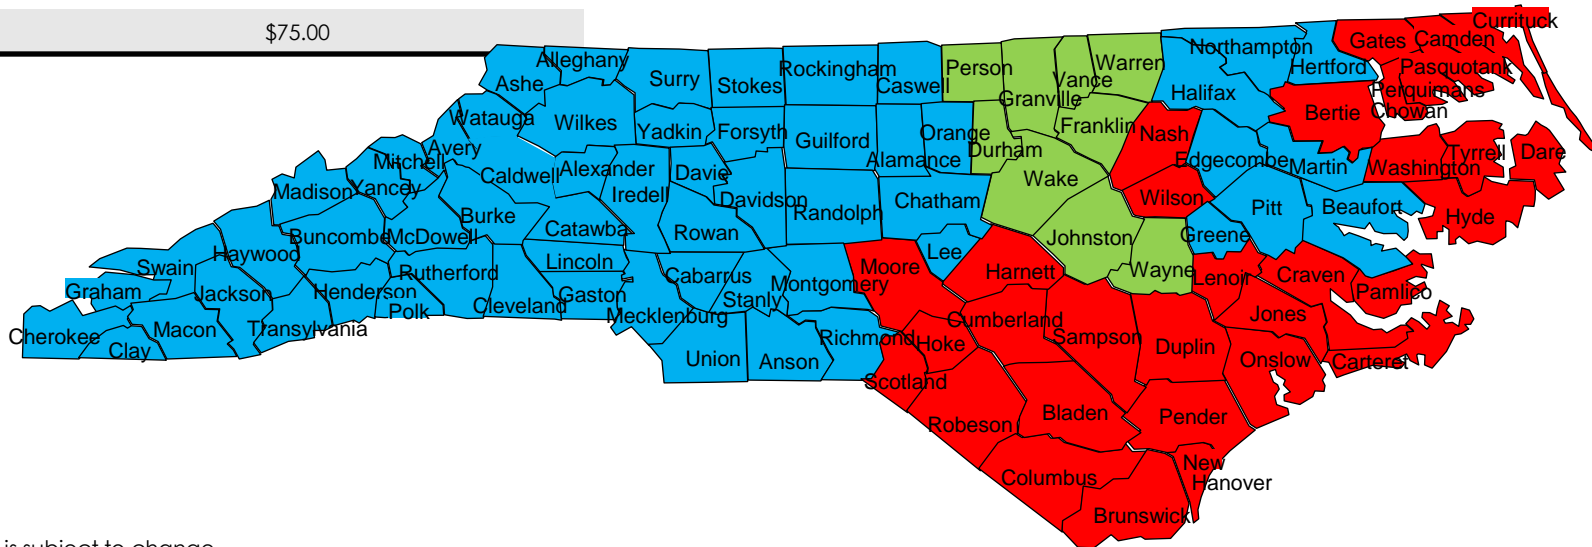 $75.00
Currituck
Gates
Camden
Northampton
Alleghany
Hertford
Pasquotank
Rockingham
Person
Warren
Surry
Vance
Ashe
Stokes
Caswell
Perquimans
Halifax
Granville
Chowan
Bertie
Watauga
Wilkes
Franklin
Yadkin
Forsyth
Orange
Nash
Guilford
Avery
Durham
Tyrrell
Dare
Mitchell
Alamance
Edgecombe
Martin
Washington
Alexander
Caldwell
Davie
Wake
Yancey
Madison
Iredell
Davidson
Wilson
Chatham
Pitt
Beaufort
Randolph
Burke
Hyde
Catawba
Rowan
Buncombe
McDowell
Johnston
Greene
Haywood
Lee
Lincoln
Swain
Moore
Harnett
Wayne
Rutherford
Cabarrus
Lenoir
Craven
Montgomery
Graham
Jackson
Henderson
Gaston
Stanly
Pamlico
Cleveland
Polk
Mecklenburg
Jones
Cumberland
Macon
Transylvania
Cherokee
Richmond
Sampson
Hoke
Clay
Duplin
Union
Anson
Onslow
Carteret
Scotland
Bladen
Pender
Robeson
New
Hanover
Columbus
Brunswick
is subject to change